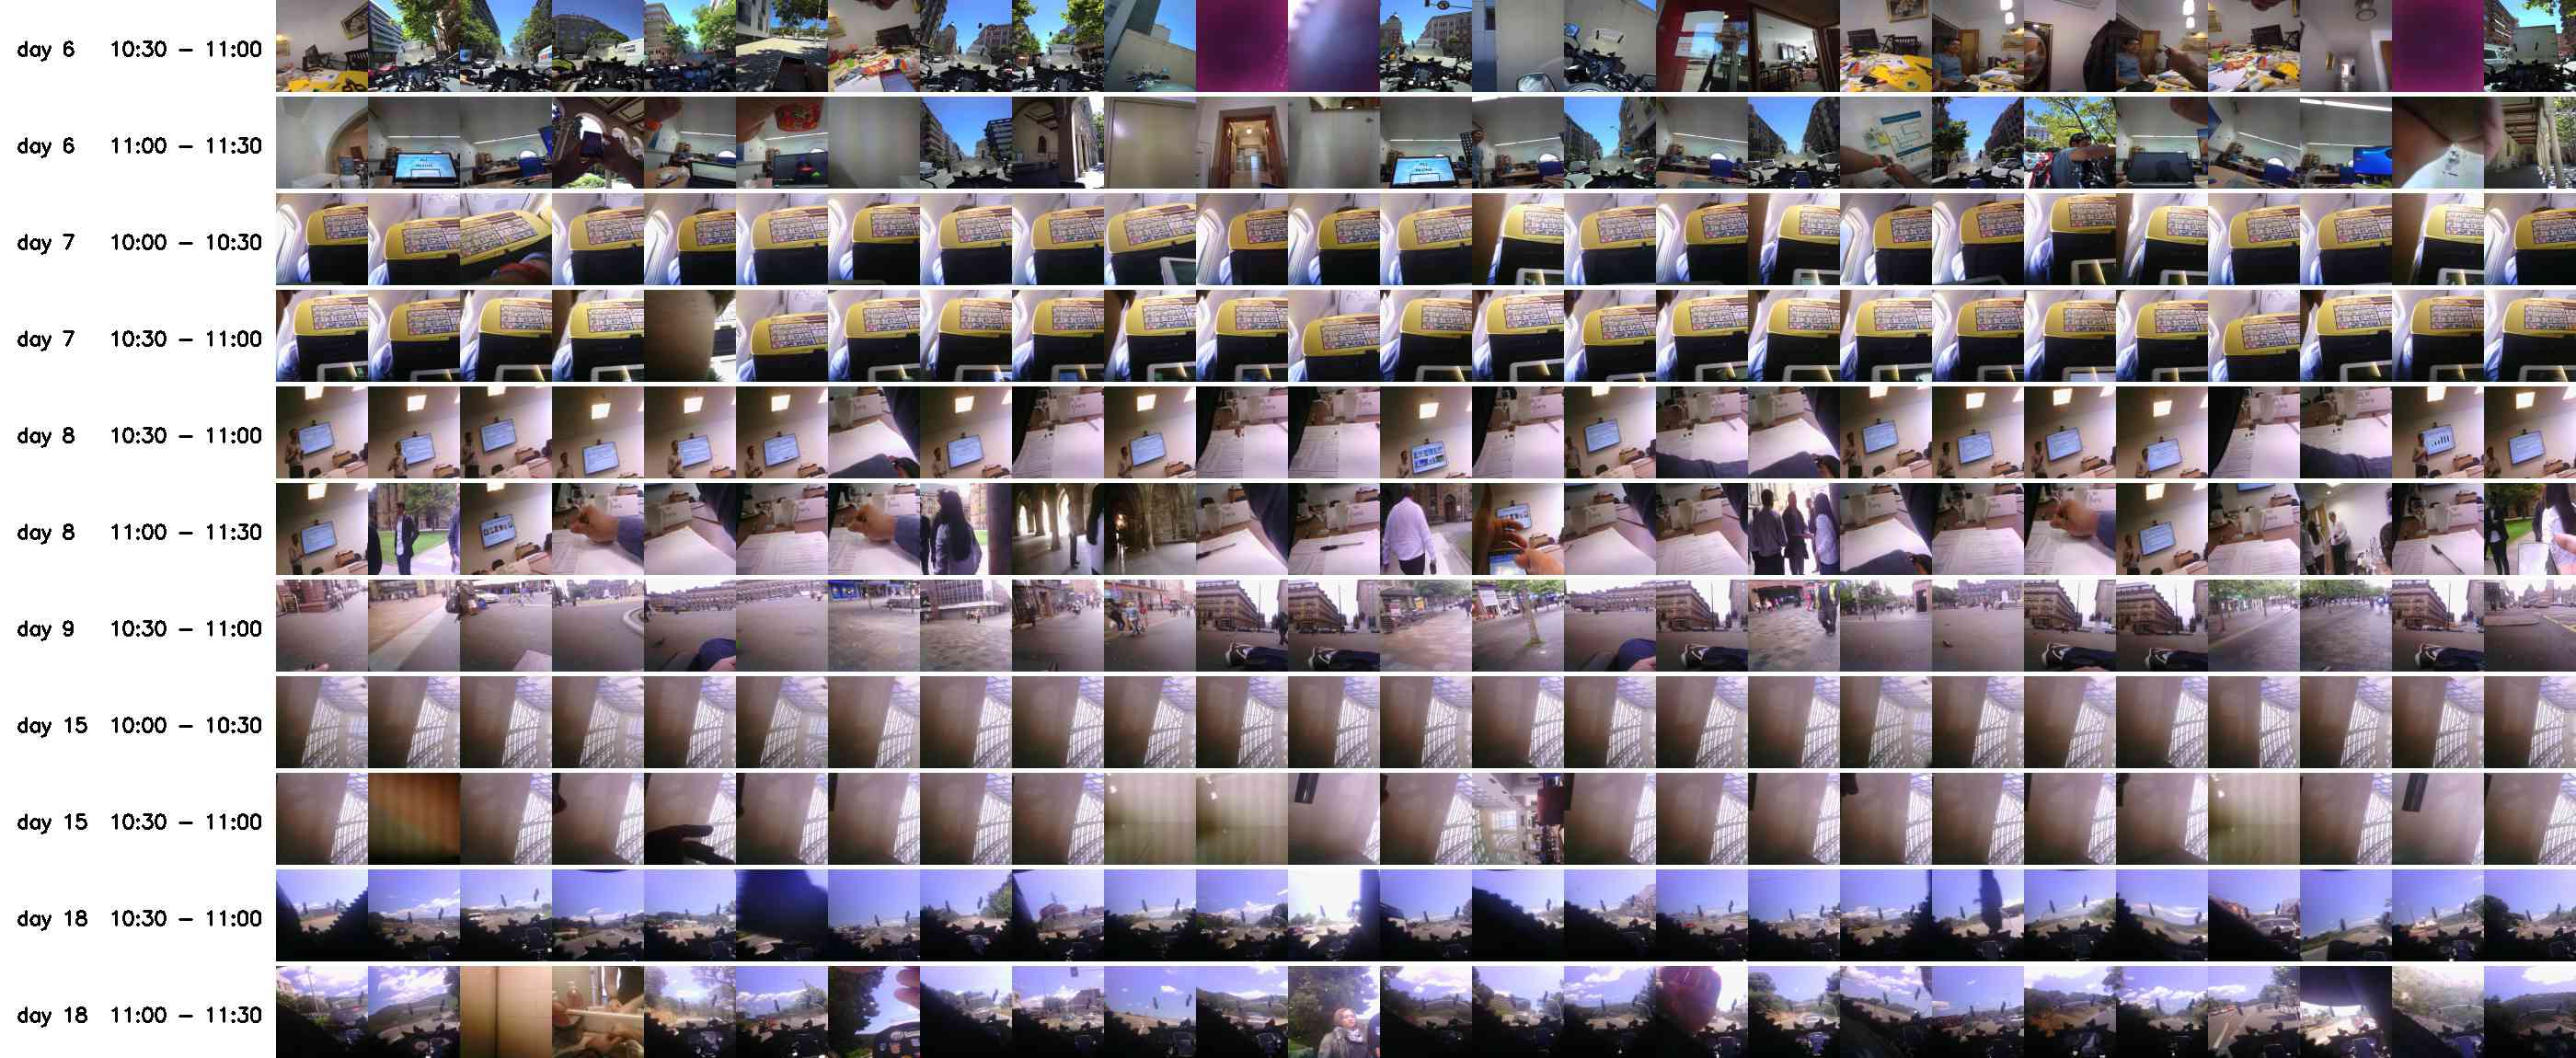 day 6 10:30 - 11:00
day 6 11:00 - 11:30
day 7 10:00 - 10:30
day 7 10:30 - 11:00
day 8 10:30 - 11:00
day 8 11:00 - 11:30
day 9 10:30 - 11:00
day 15 10:00 - 10:30
day 15 10:30 - 11:00
day 18 10:30 - 11:00
day 18 11:00 - 11:30